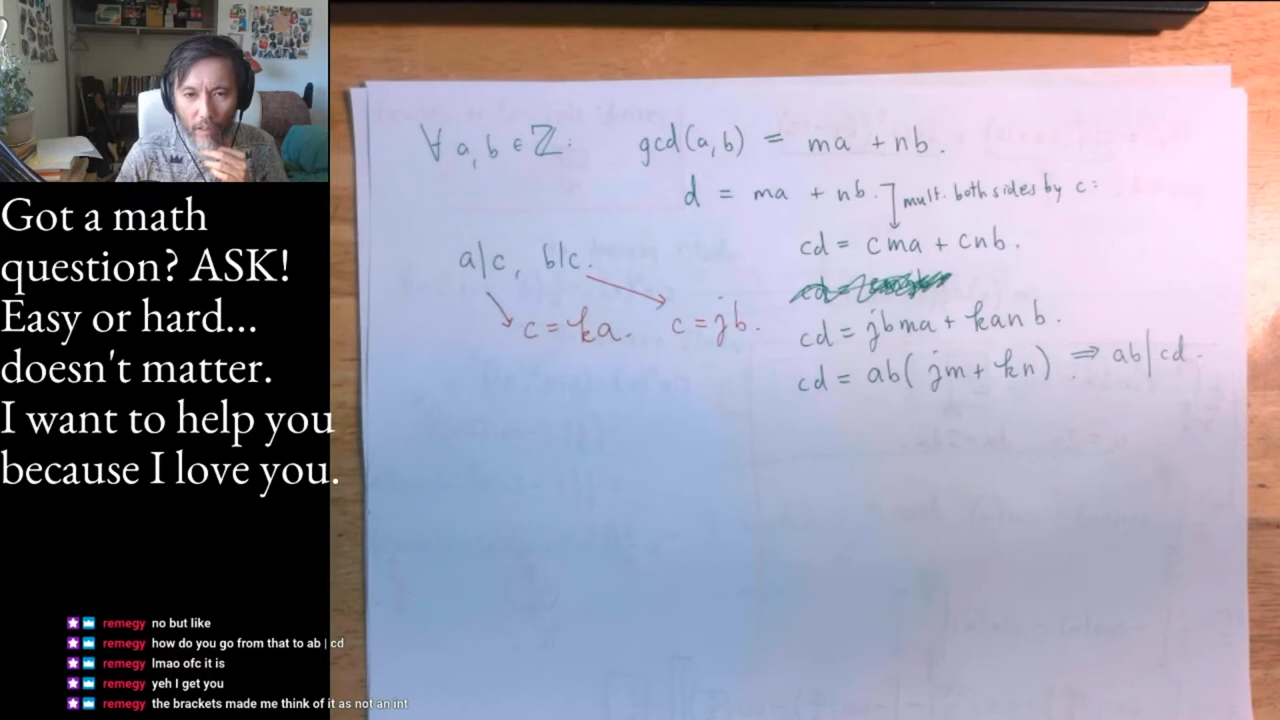 Got a math
question? ASK!
Easy or hard...
doesn't matter.
I want to help you
because I love you.
remegy no but like
remegy how do you go from that to ab | cd
remegy lmao ofc it is
remegy yeh I get you
remegy the brackets made me think of it as not an int
∀ a, b ∈ ℤ: gcd(a, b) = ma + nb.
d = ma + nb. mult. both sides by c:
cd = cma + cnb.
a|c, b|c.
c = ka. c = jb.
cd = jbma + kanb.
cd = ab( jm + kn) ⇒ ab|cd.